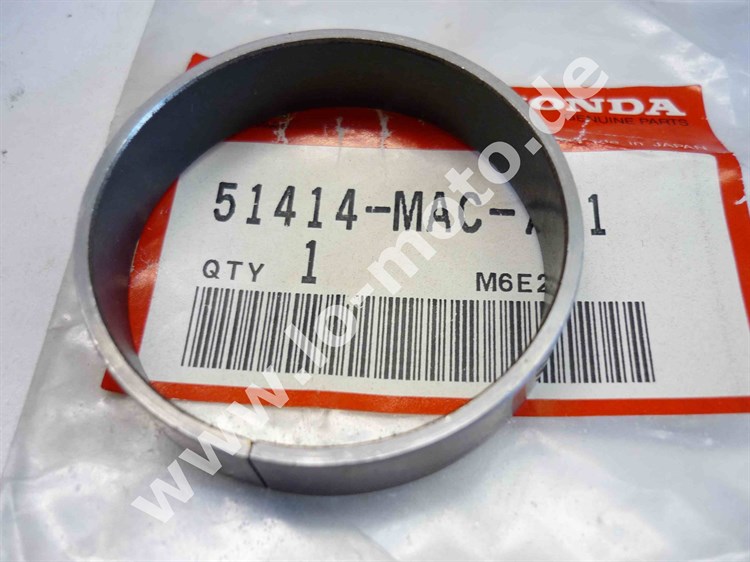 HONDA
GENUINE PARTS
MADE IN JAPAN
51414-MAC- 1
QTY 1 M6E2
www.lo-moto.de